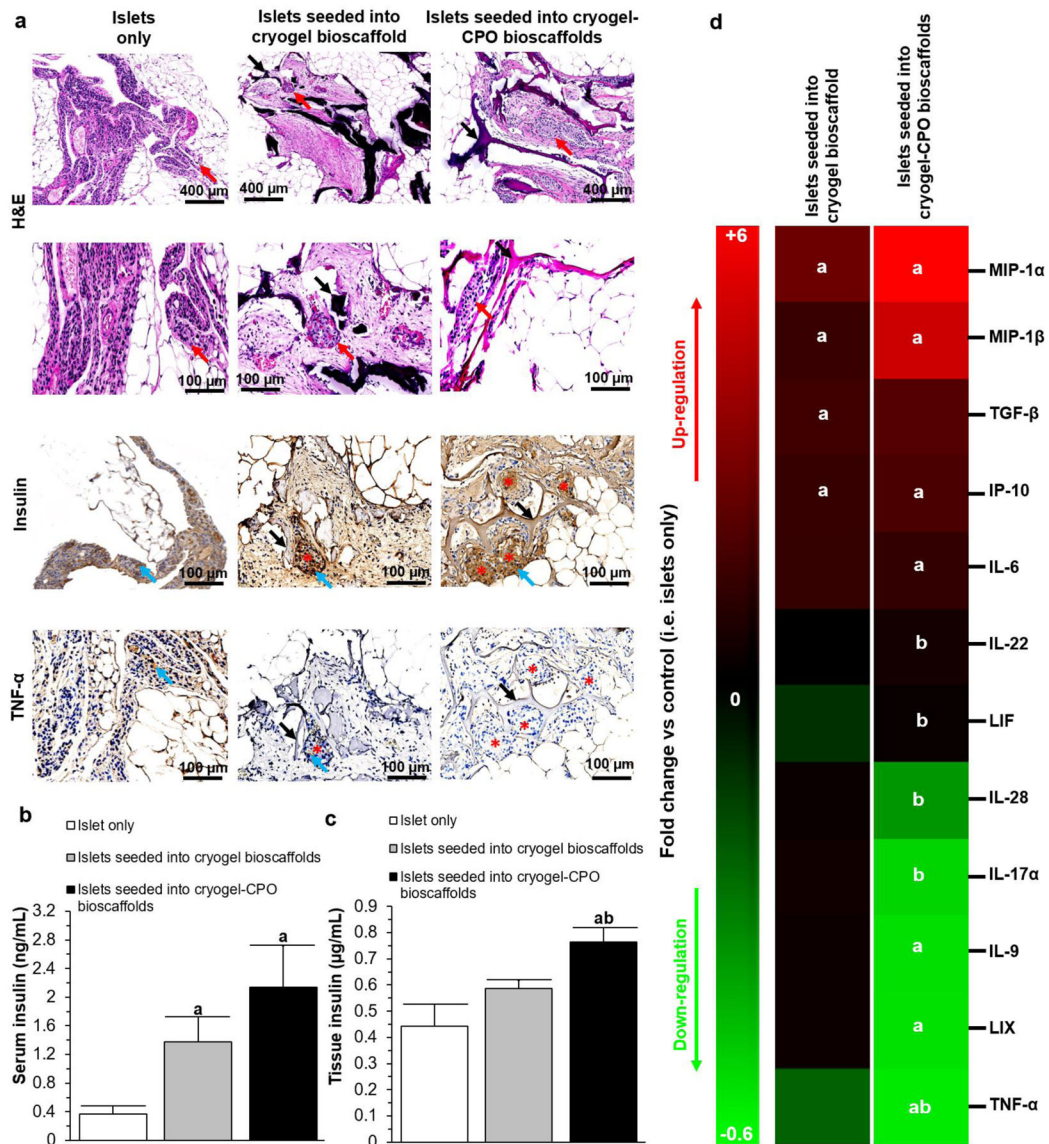 a
Islets
only
Islets seeded into
cryogel bioscaffold
Islets seeded into cryogel-
CPO bioscaffolds
H&E
400 µm
400 µm
400 µm
100 µm
100 µm
100 µm
Insulin
*
*
*
*
*
100 µm
100 µm
100 µm
TNF-α
*
*
*
*
*
100 µm
100 µm
100 µm
b
Islet only
Islets seeded into cryogel bioscaffolds
Islets seeded into cryogel-CPO
bioscaffolds
Serum insulin (ng/mL)
3.2
2.8
2.4
2
1.6
1.2
0.8
0.4
0
a
a
c
Islet only
Islets seeded into cryogel bioscaffolds
Islets seeded into cryogel-CPO
bioscaffolds
Tissue insulin (µg/mL)
0.9
0.8
0.7
0.6
0.5
0.4
0.3
0.2
0.1
0
ab
d
Islets seeded into
cryogel bioscaffold
Islets seeded into
cryogel-CPO bioscaffolds
Fold change vs control (i.e. islets only)
Up-regulation
Down-regulation
+6
0
-0.6
a a MIP-1α
a a MIP-1β
a TGF-β
a a IP-10
a IL-6
b IL-22
b LIF
b IL-28
b IL-17α
a IL-9
a LIX
ab TNF-α